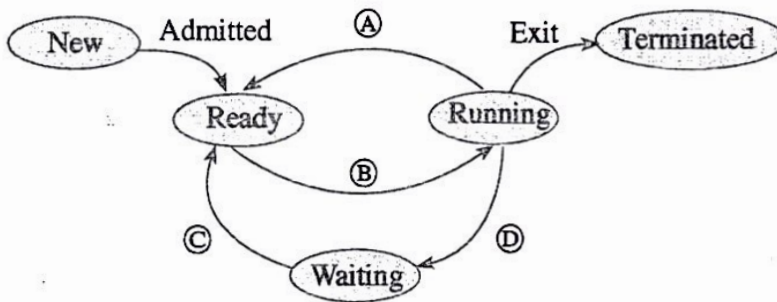 New
Admitted
Ⓐ
Exit
Terminated
Ready
Running
Ⓑ
Ⓒ
Ⓓ
Waiting